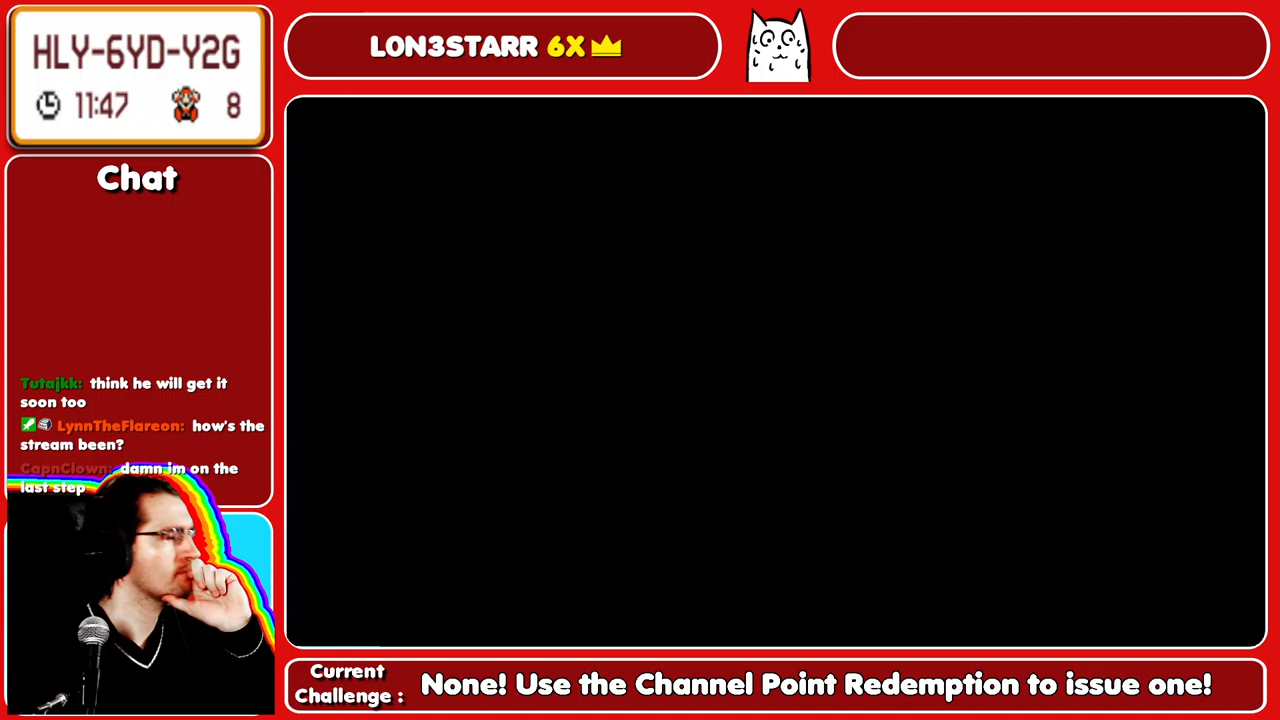 HLY-6YD-Y2G
11:47 8
LON3STARR 6X
Chat
Tutajkk: think he will get it
soon too
LynnTheFlareon: how's the
stream been?
CapnClown: damn im on the
last step
Current
Challenge :
None! Use the Channel Point Redemption to issue one!